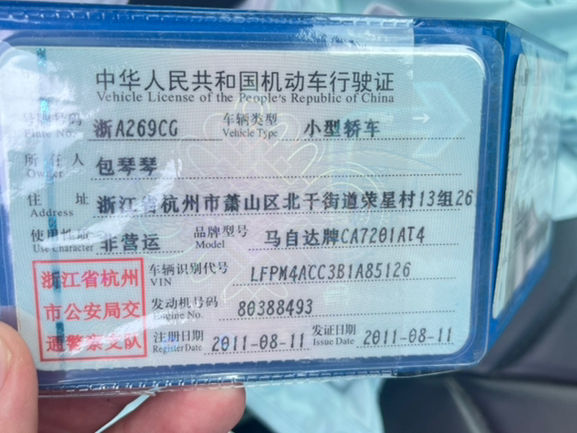 中华人民共和国机动车行驶证
Vehicle License of the People's Republic of China
号牌号码 浙A269CG 车辆类型 小型轿车
Plate No. Vehicle Type
所有人 包琴琴
Owner
住址 浙江省杭州市萧山区北干街道荣星村13组26
Address
使用性质 非营运 品牌型号 马自达牌CA7201AT4
Use Character Model
浙江省杭州 车辆识别代号 LFPM4ACC3B1A85126
VIN
市公安局交 发动机号码 80388493
Engine No.
通警察支队 注册日期 2011-08-11 发证日期 2011-08-11
Register Date Issue Date